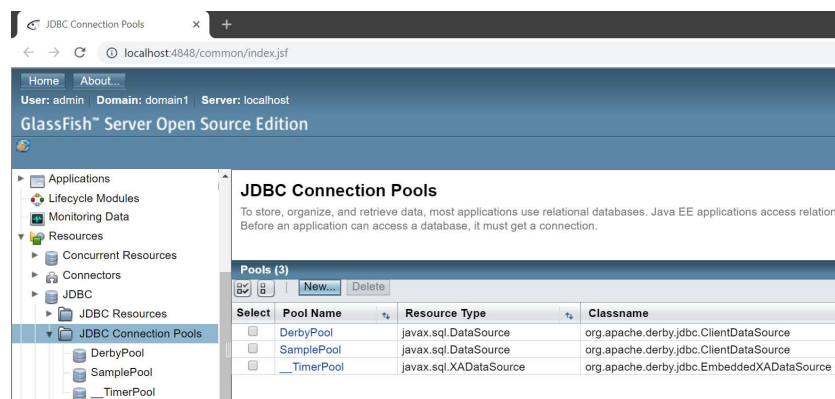 JDBC Connection Pools
localhost:4848/common/index.jsf
Home About...
User: admin Domain: domain1 Server: localhost
GlassFish™ Server Open Source Edition
Applications
Lifecycle Modules
Monitoring Data
Resources
Concurrent Resources
Connectors
JDBC
JDBC Resources
JDBC Connection Pools
DerbyPool
SamplePool
__TimerPool
JDBC Connection Pools
To store, organize, and retrieve data, most applications use relational databases. Java EE applications access relation
Before an application can access a database, it must get a connection.
Pools (3)
New... Delete
Select Pool Name Resource Type Classname
DerbyPool javax.sql.DataSource org.apache.derby.jdbc.ClientDataSource
SamplePool javax.sql.DataSource org.apache.derby.jdbc.ClientDataSource
__TimerPool javax.sql.XADataSource org.apache.derby.jdbc.EmbeddedXADataSource